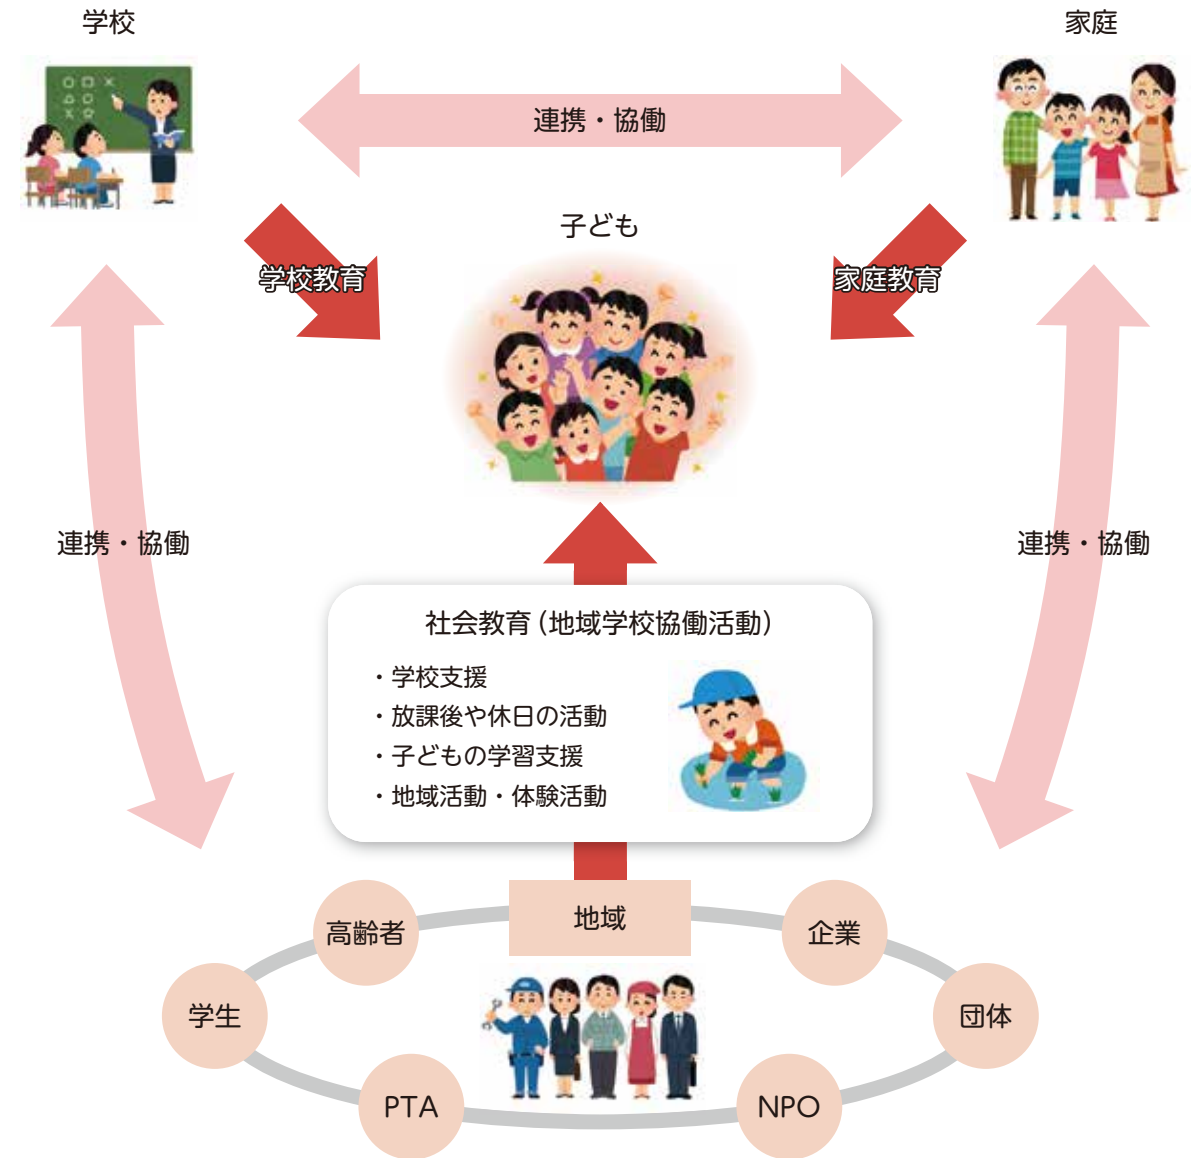 学校
家庭
連携・協働
子ども
学校教育
家庭教育
連携・協働
連携・協働
社会教育（地域学校協働活動）
・学校支援
・放課後や休日の活動
・子どもの学習支援
・地域活動・体験活動
地域
高齢者
企業
学生
団体
PTA
NPO